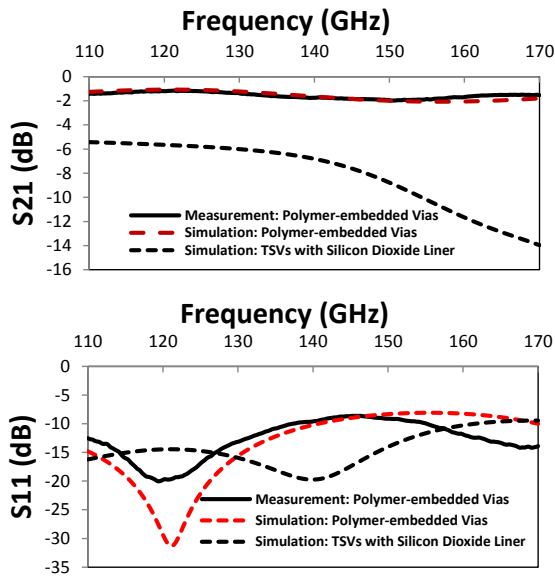 Frequency (GHz)
110 120 130 140 150 160 170
0
-2
-4
-6
-8
-10
-12
-14
-16
S21 (dB)
Measurement: Polymer-embedded Vias
Simulation: Polymer-embedded Vias
Simulation: TSVs with Silicon Dioxide Liner
Frequency (GHz)
110 120 130 140 150 160 170
0
-5
-10
-15
-20
-25
-30
-35
S11 (dB)
Measurement: Polymer-embedded Vias
Simulation: Polymer-embedded Vias
Simulation: TSVs with Silicon Dioxide Liner